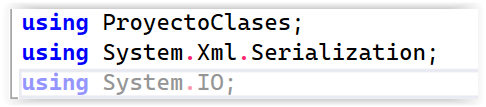 using ProyectoClases;
using System.Xml.Serialization;
using System.IO;